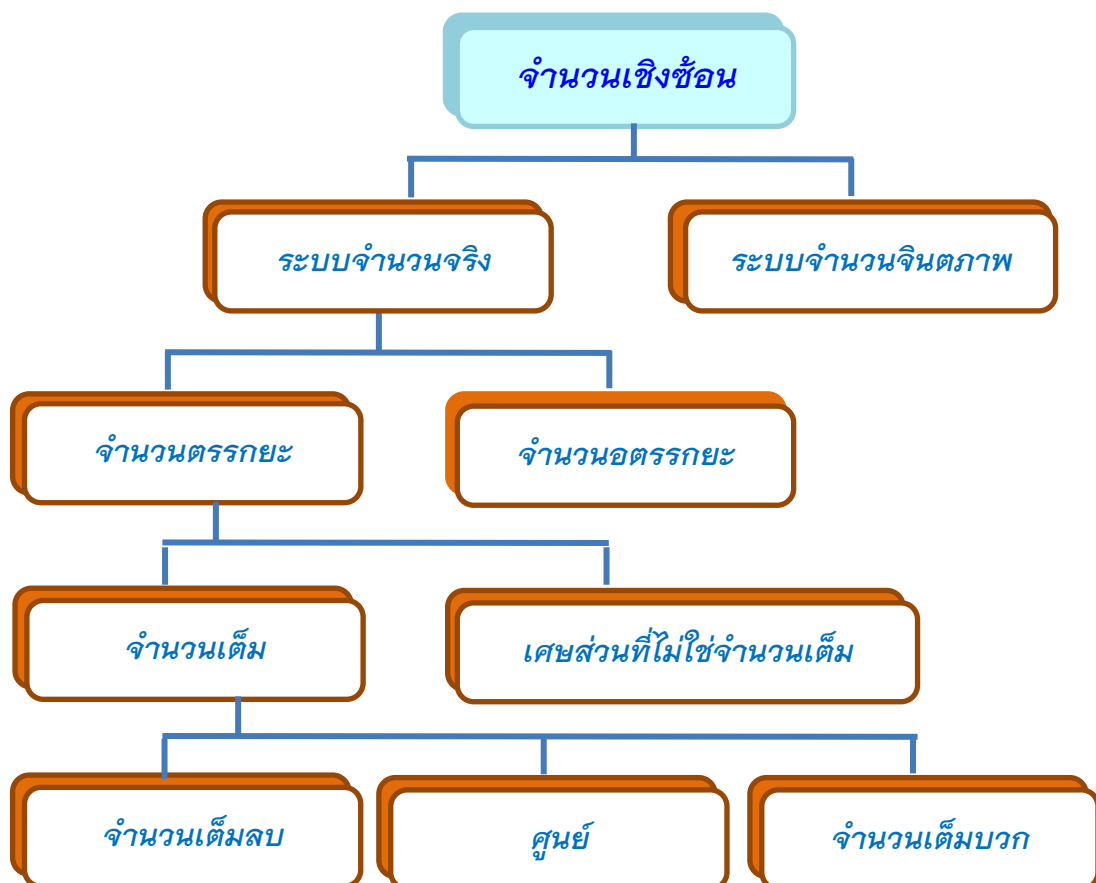 จำนวนเชิงซ้อน
ระบบจำนวนจริง
ระบบจำนวนจินตภาพ
จำนวนตรรกยะ
จำนวนอตรรกยะ
จำนวนเต็ม
เศษส่วนที่ไม่ใช่จำนวนเต็ม
จำนวนเต็มลบ
ศูนย์
จำนวนเต็มบวก